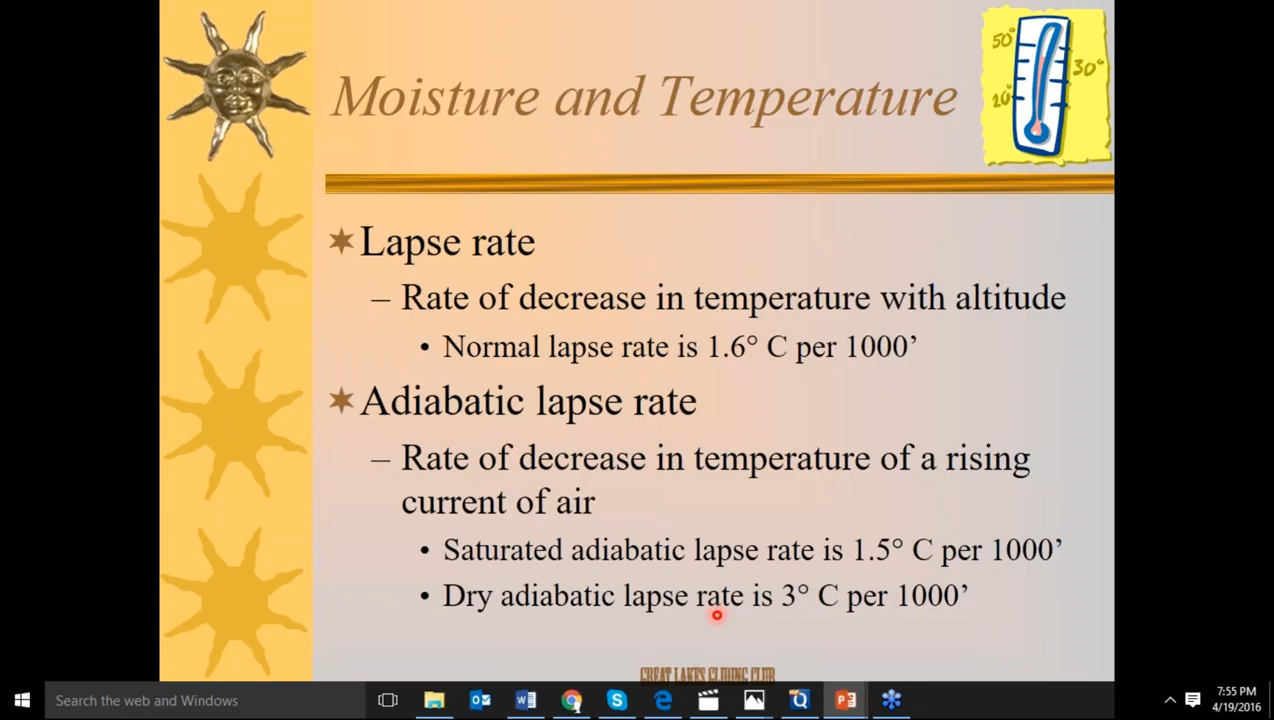 50°
30°
20°
Moisture and Temperature
Lapse rate
– Rate of decrease in temperature with altitude
• Normal lapse rate is 1.6° C per 1000’
Adiabatic lapse rate
– Rate of decrease in temperature of a rising
current of air
• Saturated adiabatic lapse rate is 1.5° C per 1000’
• Dry adiabatic lapse rate is 3° C per 1000’
GREAT LAKES GLIDING CLUB
Search the web and Windows
7:55 PM
4/19/2016